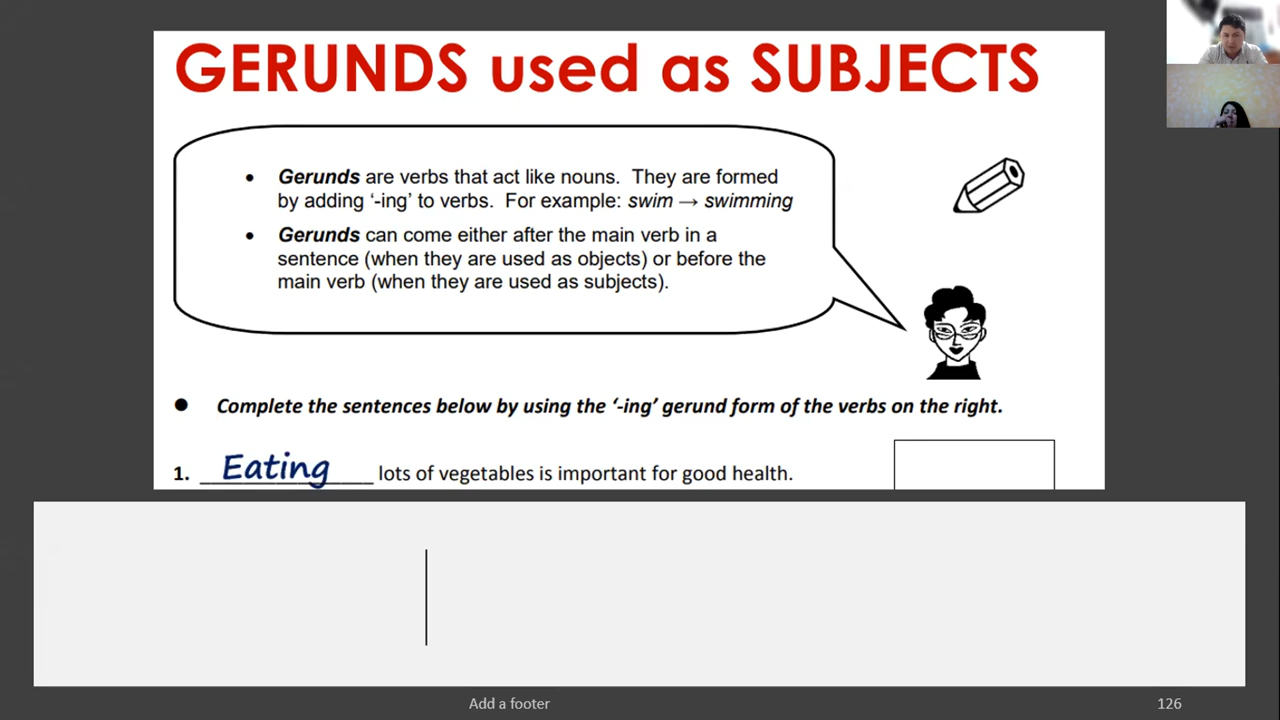 GERUNDS used as SUBJECTS
• Gerunds are verbs that act like nouns. They are formed
by adding ‘-ing’ to verbs. For example: swim → swimming
• Gerunds can come either after the main verb in a
sentence (when they are used as objects) or before the
main verb (when they are used as subjects).
● Complete the sentences below by using the ‘-ing’ gerund form of the verbs on the right.
1. Eating lots of vegetables is important for good health.
Add a footer
126